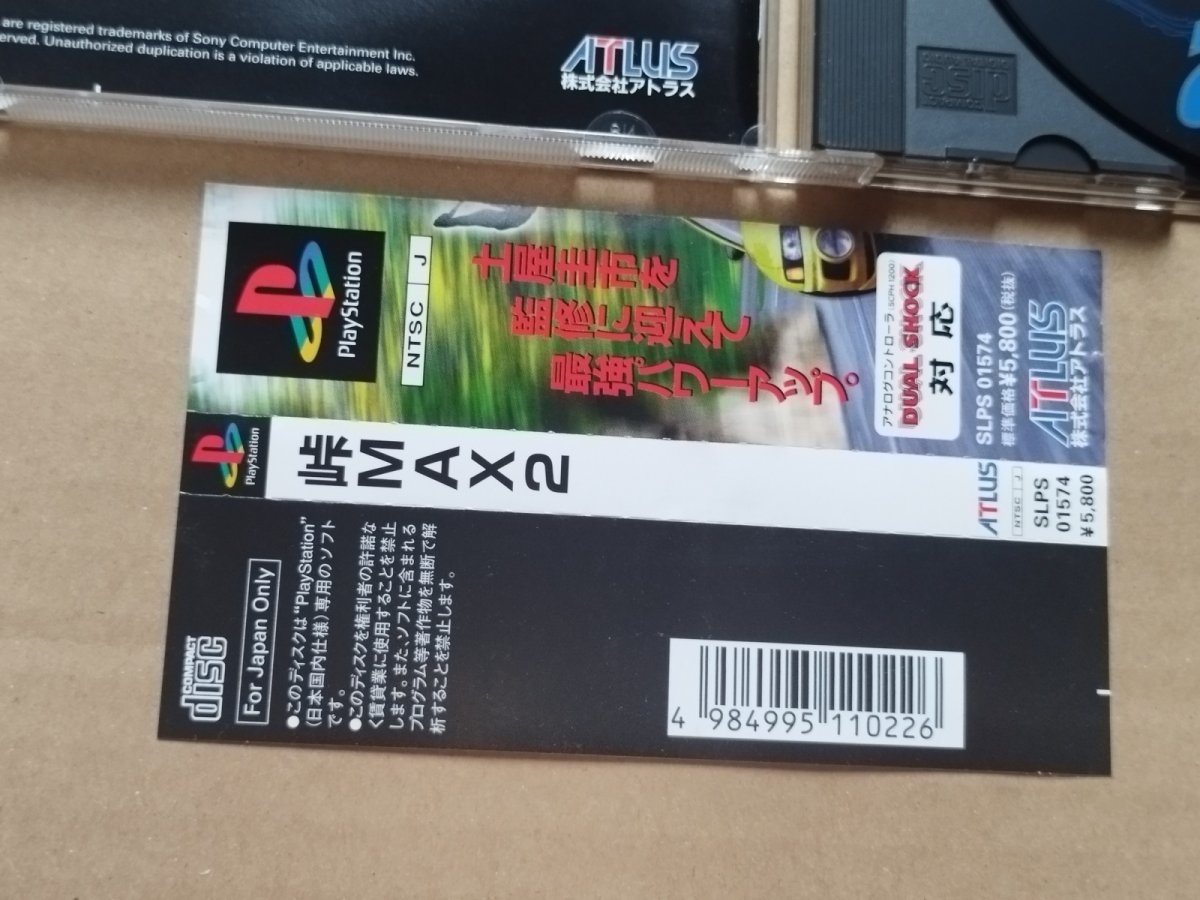 are registered trademarks of Sony Computer Entertainment Inc.
erved. Unauthorized duplication is a violation of applicable laws.
ATLUS
株式会社アトラス
PlayStation
NTSC J
土屋圭市を
監修に迎えて
最強パワーアップ。
アナログコントローラ(SCPH 1200)
DUAL SHOCK
対応
SLPS 01574
標準価格¥5,800(税抜)
ATLUS
株式会社アトラス
PlayStation
峠
M
A
X
2
ATLUS
NTSC J
SLPS
01574
¥5,800
COMPACT
disc
For Japan Only
●このディスクは"PlayStation"
(日本国内仕様)専用のソフト
です。
●このディスクを権利者の許諾な
く賃貸業に使用することを禁止
します。また、ソフトに含まれる
プログラム等著作物を無断で解
析することを禁止します。
4 984995 110226